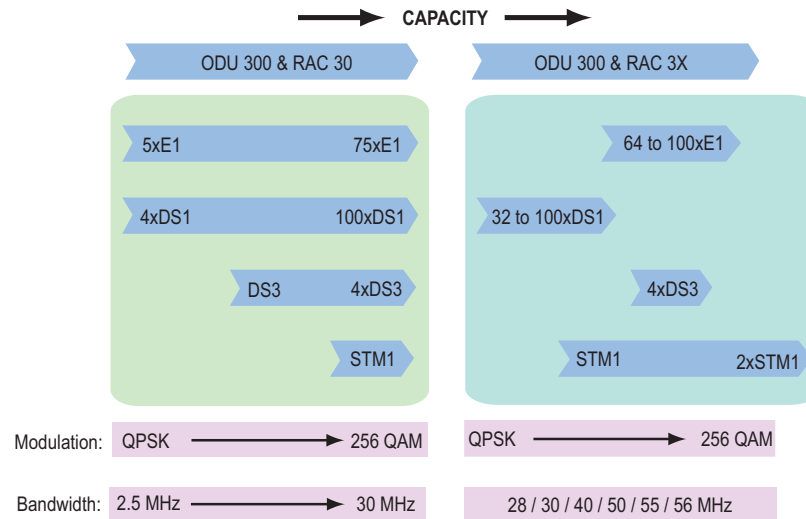 CAPACITY
ODU 300 & RAC 30
ODU 300 & RAC 3X
5xE1 75xE1
64 to 100xE1
4xDS1 100xDS1
32 to 100xDS1
DS3 4xDS3
4xDS3
STM1
STM1 2xSTM1
Modulation: QPSK 256 QAM
QPSK 256 QAM
Bandwidth: 2.5 MHz 30 MHz
28 / 30 / 40 / 50 / 55 / 56 MHz